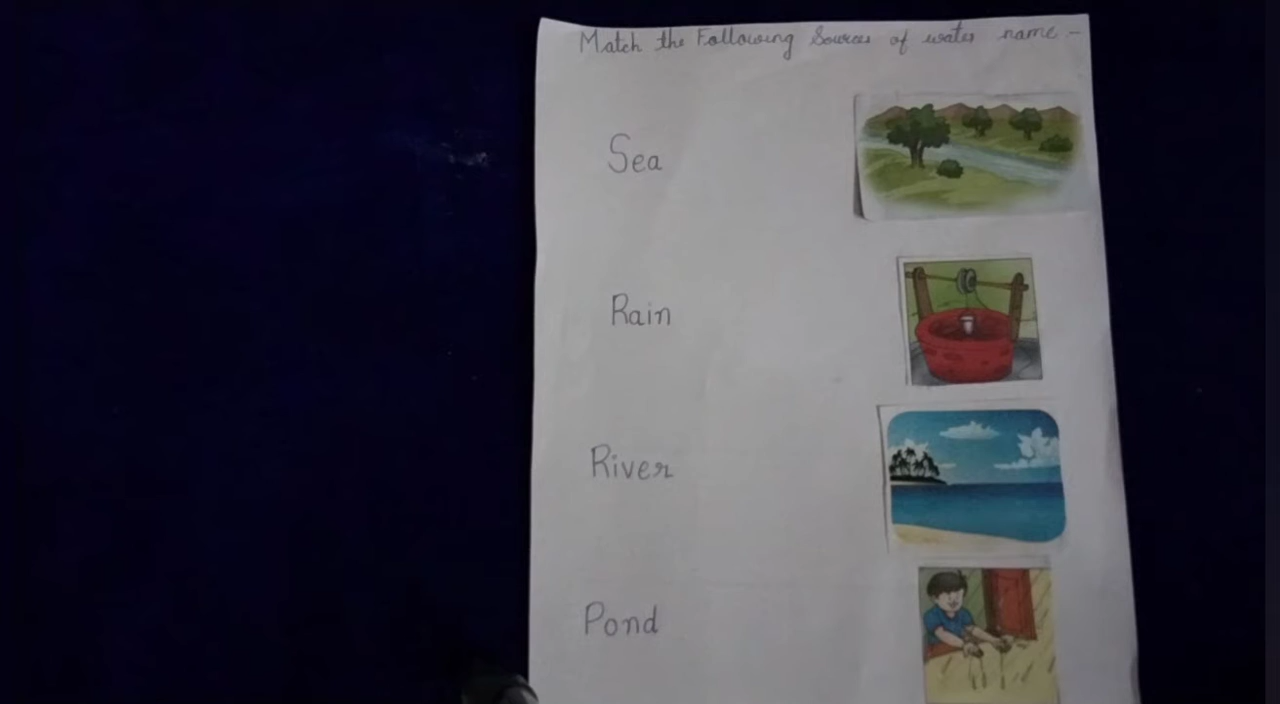 Match the Following Sources of water name -
Sea
Rain
River
Pond